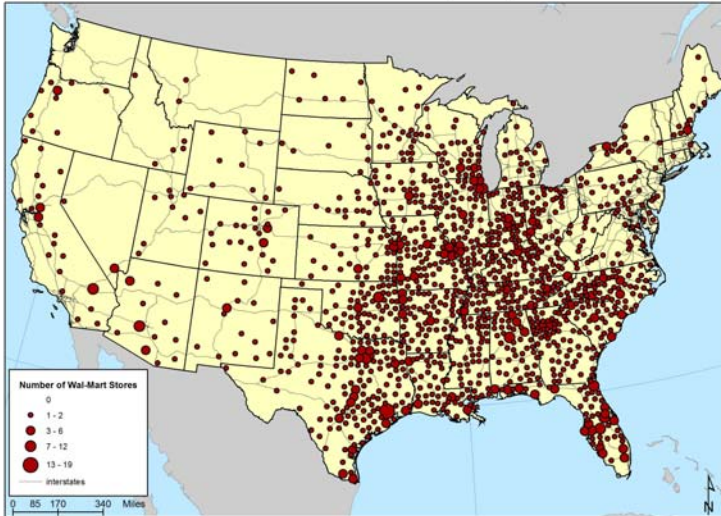 Number of Wal-Mart Stores
0
1 - 2
3 - 6
7 - 12
13 - 19
interstates
0 85 170 340 Miles
N